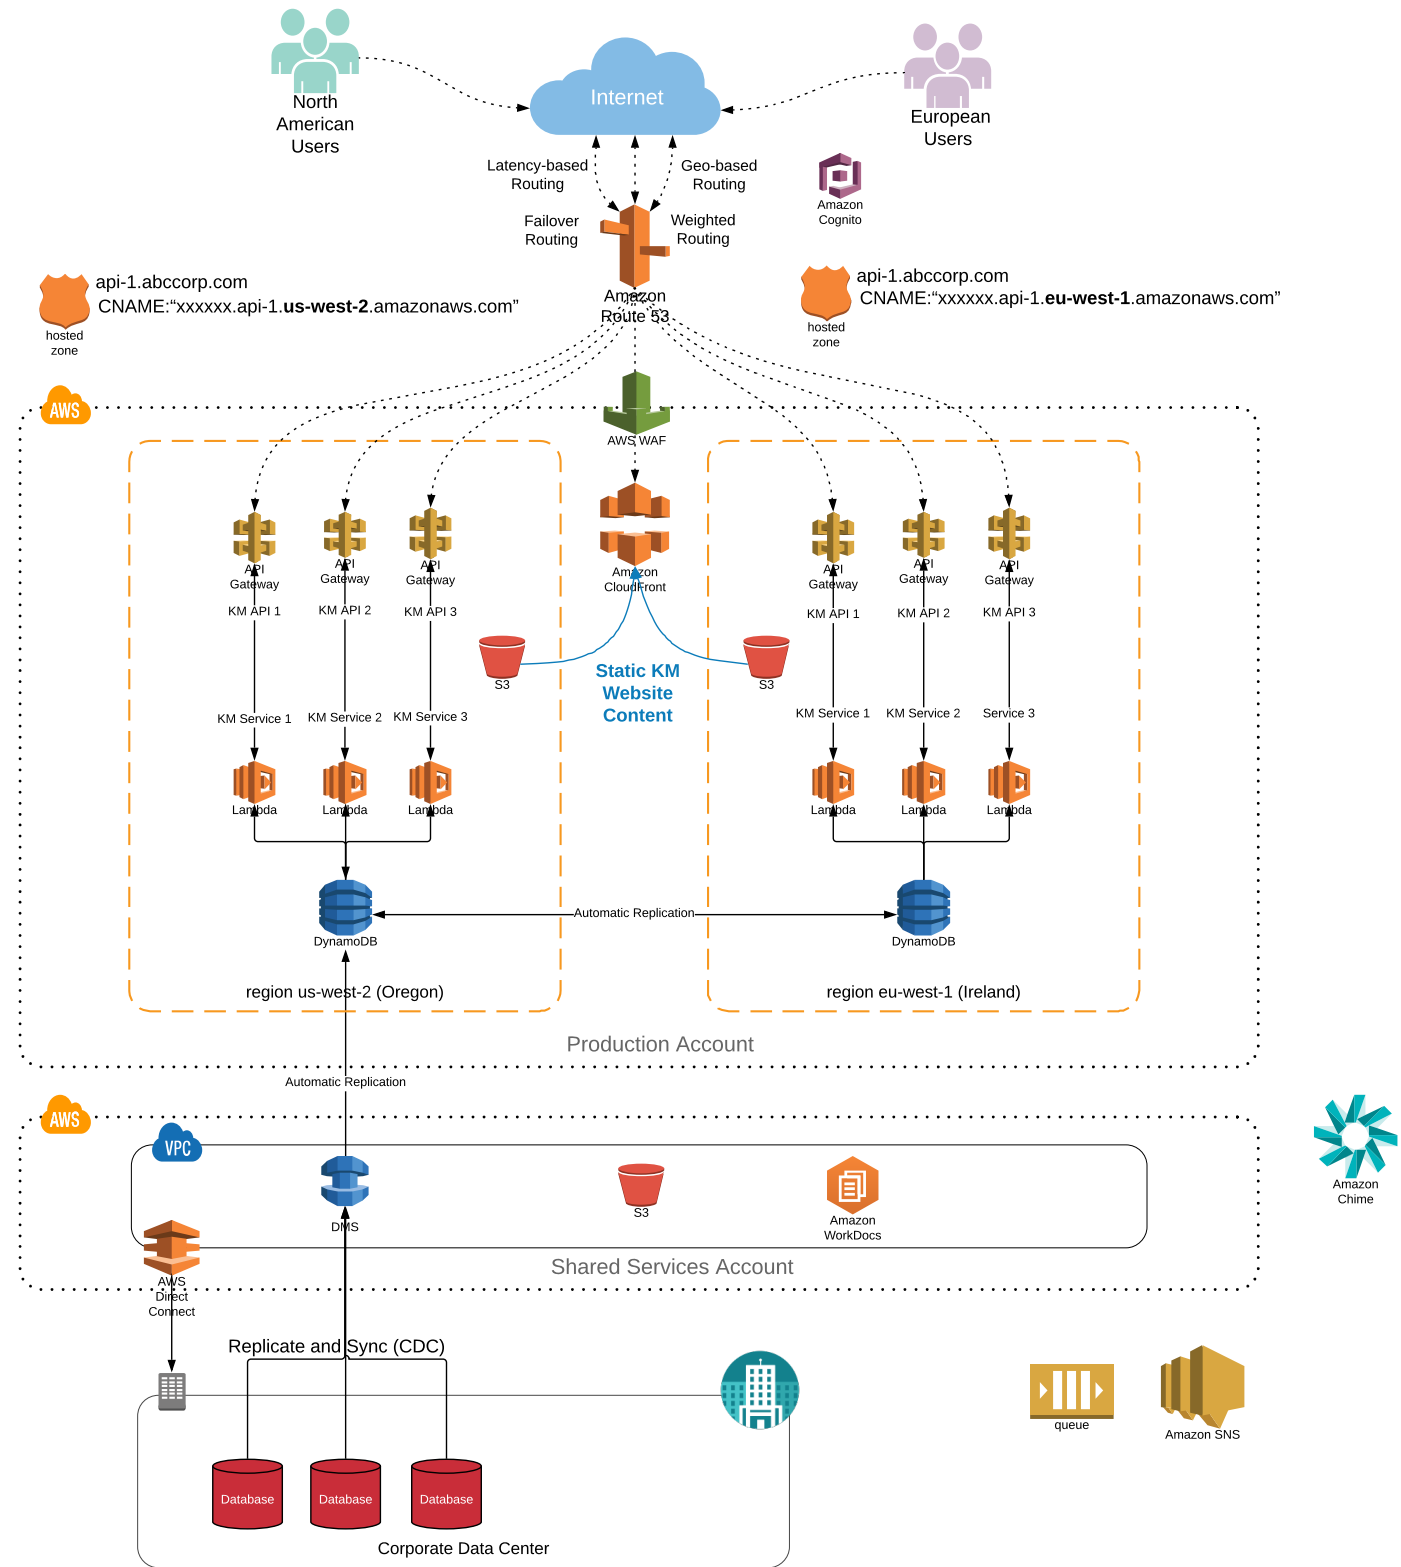 North
American
Users
Internet
European
Users
Latency-based
Routing
Geo-based
Routing
Failover
Routing
Weighted
Routing
Amazon
Cognito
Amazon
Route 53
api-1.abccorp.com
CNAME:“xxxxxx.api-1.us-west-2.amazonaws.com”
hosted
zone
api-1.abccorp.com
CNAME:“xxxxxx.api-1.eu-west-1.amazonaws.com”
hosted
zone
AWS
AWS WAF
API
Gateway
API
Gateway
API
Gateway
Amazon
CloudFront
API
Gateway
API
Gateway
API
Gateway
KM API 1
KM API 2
KM API 3
KM API 1
KM API 2
KM API 3
S3
Static KM
Website
Content
S3
KM Service 1
KM Service 2
KM Service 3
KM Service 1
KM Service 2
Service 3
Lambda
Lambda
Lambda
Lambda
Lambda
Lambda
Automatic Replication
DynamoDB
DynamoDB
region us-west-2 (Oregon)
region eu-west-1 (Ireland)
Production Account
Automatic Replication
AWS
VPC
DMS
S3
Amazon
WorkDocs
Amazon
Chime
Shared Services Account
AWS
Direct
Connect
Replicate and Sync (CDC)
queue
Amazon SNS
Database
Database
Database
Corporate Data Center